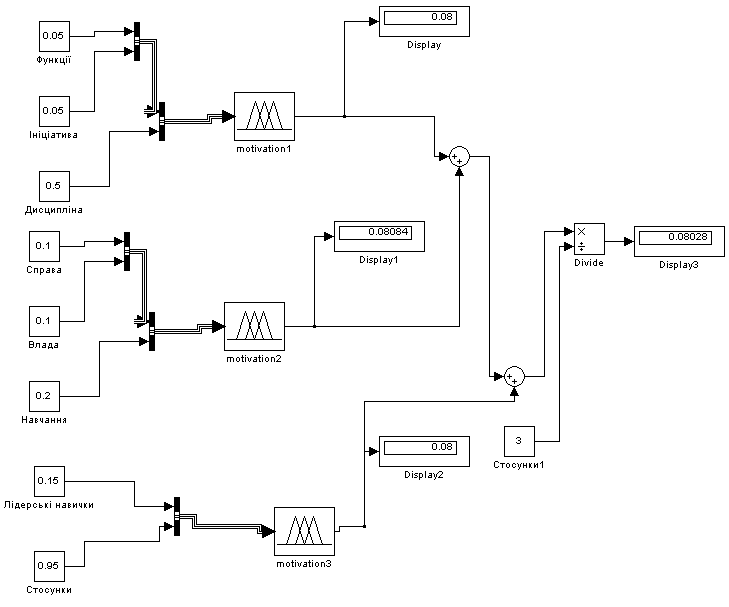 0.05
Функції
0.05
Ініціатива
0.5
Дисципліна
motivation1
0.08
Display
0.1
Справа
0.1
Влада
0.2
Навчання
motivation2
0.08084
Display1
×
÷
Divide
0.08028
Display3
3
Стосунки1
0.08
Display2
0.15
Лідерські навички
0.95
Стосунки
motivation3